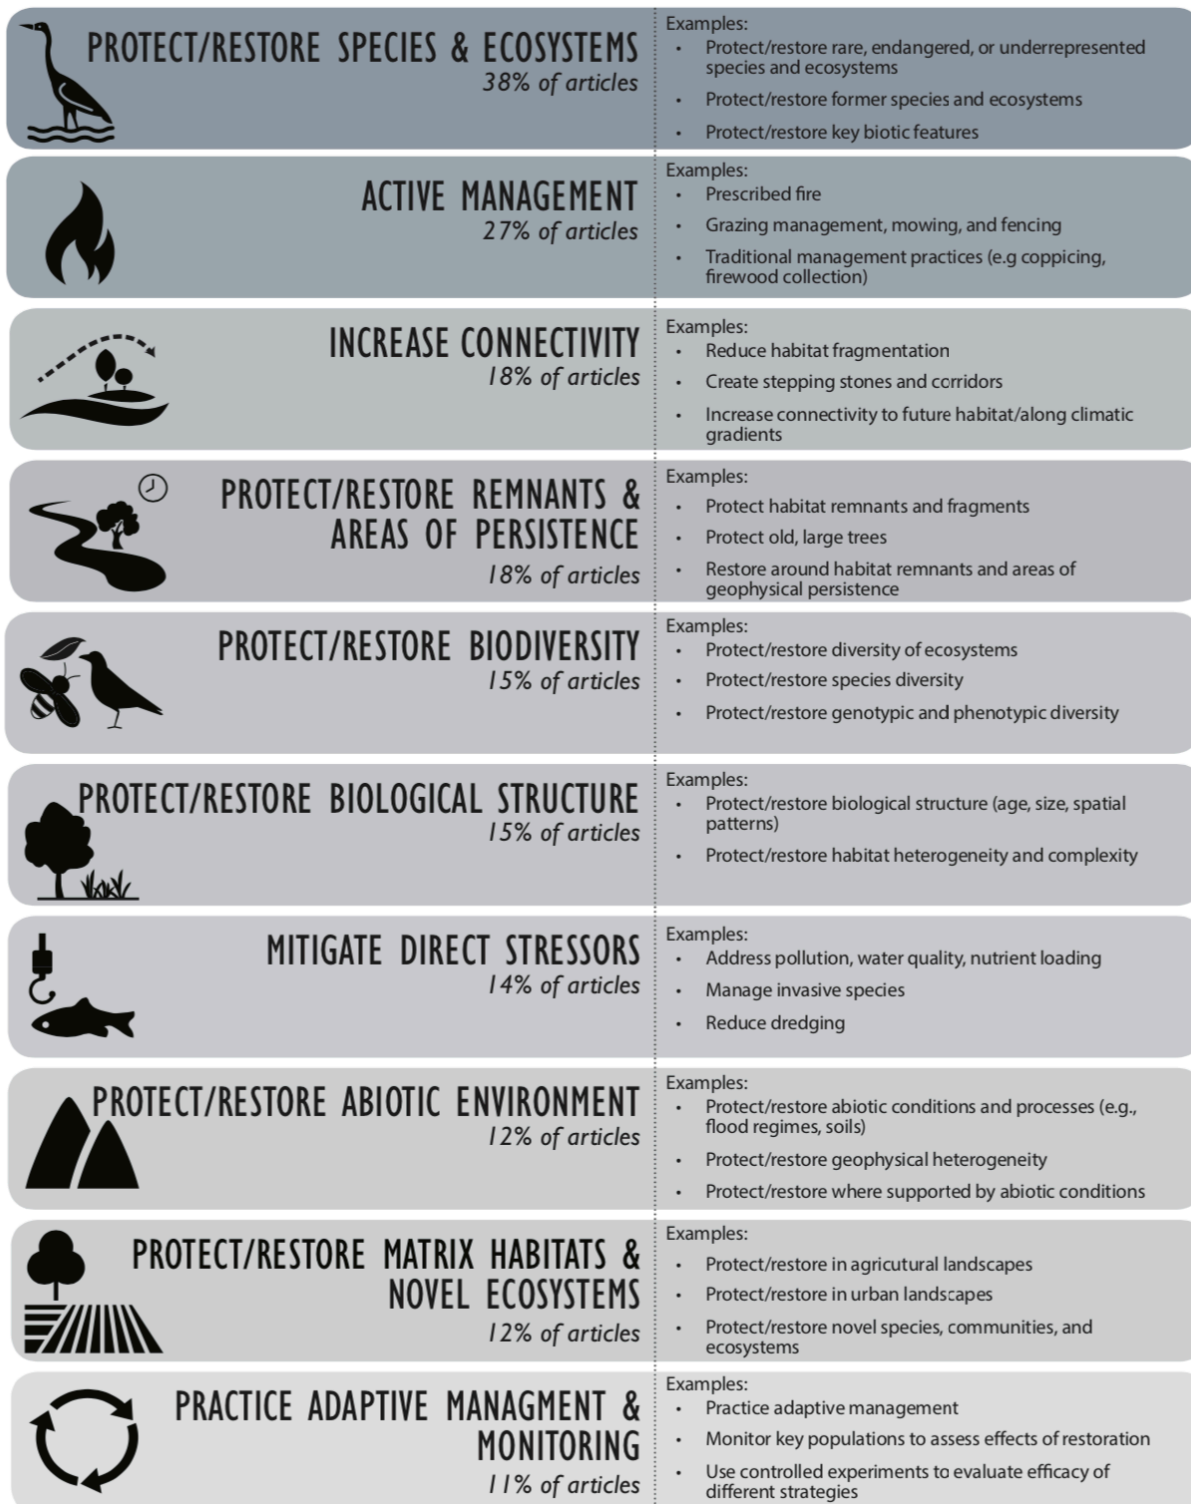 PROTECT/RESTORE SPECIES & ECOSYSTEMS
38% of articles
Examples:
• Protect/restore rare, endangered, or underrepresented
species and ecosystems
• Protect/restore former species and ecosystems
• Protect/restore key biotic features
ACTIVE MANAGEMENT
27% of articles
Examples:
• Prescribed fire
• Grazing management, mowing, and fencing
• Traditional management practices (e.g coppicing,
firewood collection)
INCREASE CONNECTIVITY
18% of articles
Examples:
• Reduce habitat fragmentation
• Create stepping stones and corridors
• Increase connectivity to future habitat/along climatic
gradients
PROTECT/RESTORE REMNANTS &
AREAS OF PERSISTENCE
18% of articles
Examples:
• Protect habitat remnants and fragments
• Protect old, large trees
• Restore around habitat remnants and areas of
geophysical persistence
PROTECT/RESTORE BIODIVERSITY
15% of articles
Examples:
• Protect/restore diversity of ecosystems
• Protect/restore species diversity
• Protect/restore genotypic and phenotypic diversity
PROTECT/RESTORE BIOLOGICAL STRUCTURE
15% of articles
Examples:
• Protect/restore biological structure (age, size, spatial
patterns)
• Protect/restore habitat heterogeneity and complexity
MITIGATE DIRECT STRESSORS
14% of articles
Examples:
• Address pollution, water quality, nutrient loading
• Manage invasive species
• Reduce dredging
PROTECT/RESTORE ABIOTIC ENVIRONMENT
12% of articles
Examples:
• Protect/restore abiotic conditions and processes (e.g.,
flood regimes, soils)
• Protect/restore geophysical heterogeneity
• Protect/restore where supported by abiotic conditions
PROTECT/RESTORE MATRIX HABITATS &
NOVEL ECOSYSTEMS
12% of articles
Examples:
• Protect/restore in agricutural landscapes
• Protect/restore in urban landscapes
• Protect/restore novel species, communities, and
ecosystems
PRACTICE ADAPTIVE MANAGMENT &
MONITORING
11% of articles
Examples:
• Practice adaptive management
• Monitor key populations to assess effects of restoration
• Use controlled experiments to evaluate efficacy of
different strategies